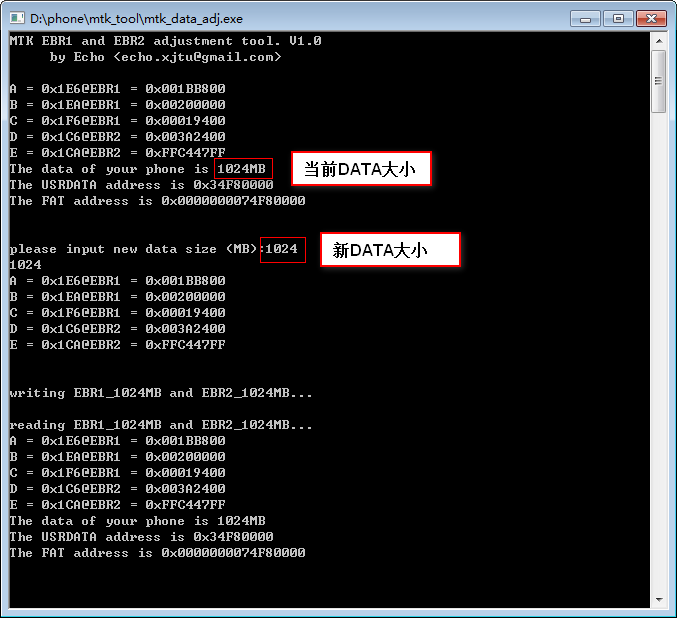 D:\phone\mtk_tool\mtk_data_adj.exe
MTK EBR1 and EBR2 adjustment tool. V1.0
by Echo <echo.xjtu@gmail.com>
A = 0x1E6@EBR1 = 0x001BB800
B = 0x1EA@EBR1 = 0x00200000
C = 0x1F6@EBR1 = 0x00019400
D = 0x1C6@EBR2 = 0x003A2400
E = 0x1CA@EBR2 = 0xFFC447FF
The data of your phone is 1024MB
当前DATA大小
The USRDATA address is 0x34F80000
The FAT address is 0x0000000074F80000
please input new data size (MB):1024
新DATA大小
1024
A = 0x1E6@EBR1 = 0x001BB800
B = 0x1EA@EBR1 = 0x00200000
C = 0x1F6@EBR1 = 0x00019400
D = 0x1C6@EBR2 = 0x003A2400
E = 0x1CA@EBR2 = 0xFFC447FF
writing EBR1_1024MB and EBR2_1024MB...
reading EBR1_1024MB and EBR2_1024MB...
A = 0x1E6@EBR1 = 0x001BB800
B = 0x1EA@EBR1 = 0x00200000
C = 0x1F6@EBR1 = 0x00019400
D = 0x1C6@EBR2 = 0x003A2400
E = 0x1CA@EBR2 = 0xFFC447FF
The data of your phone is 1024MB
The USRDATA address is 0x34F80000
The FAT address is 0x0000000074F80000